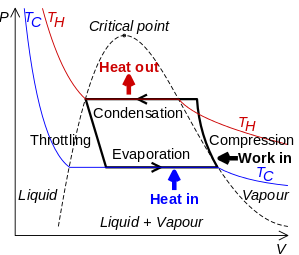 P
T_C T_H
Critical point
Heat out
Condensation
T_H
Throttling
Compression
Evaporation
Work in
T_C
Liquid
Heat in
Vapour
Liquid + Vapour
V